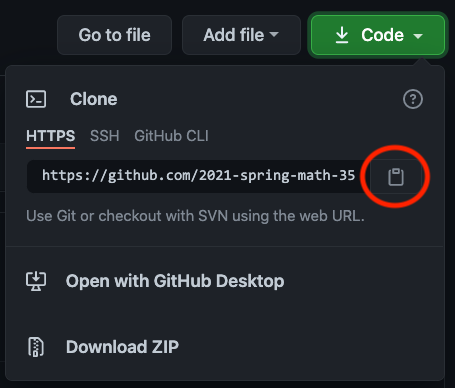 Go to file
Add file
Code
Clone
HTTPS
SSH
GitHub CLI
https://github.com/2021-spring-math-35
Use Git or checkout with SVN using the web URL.
Open with GitHub Desktop
Download ZIP